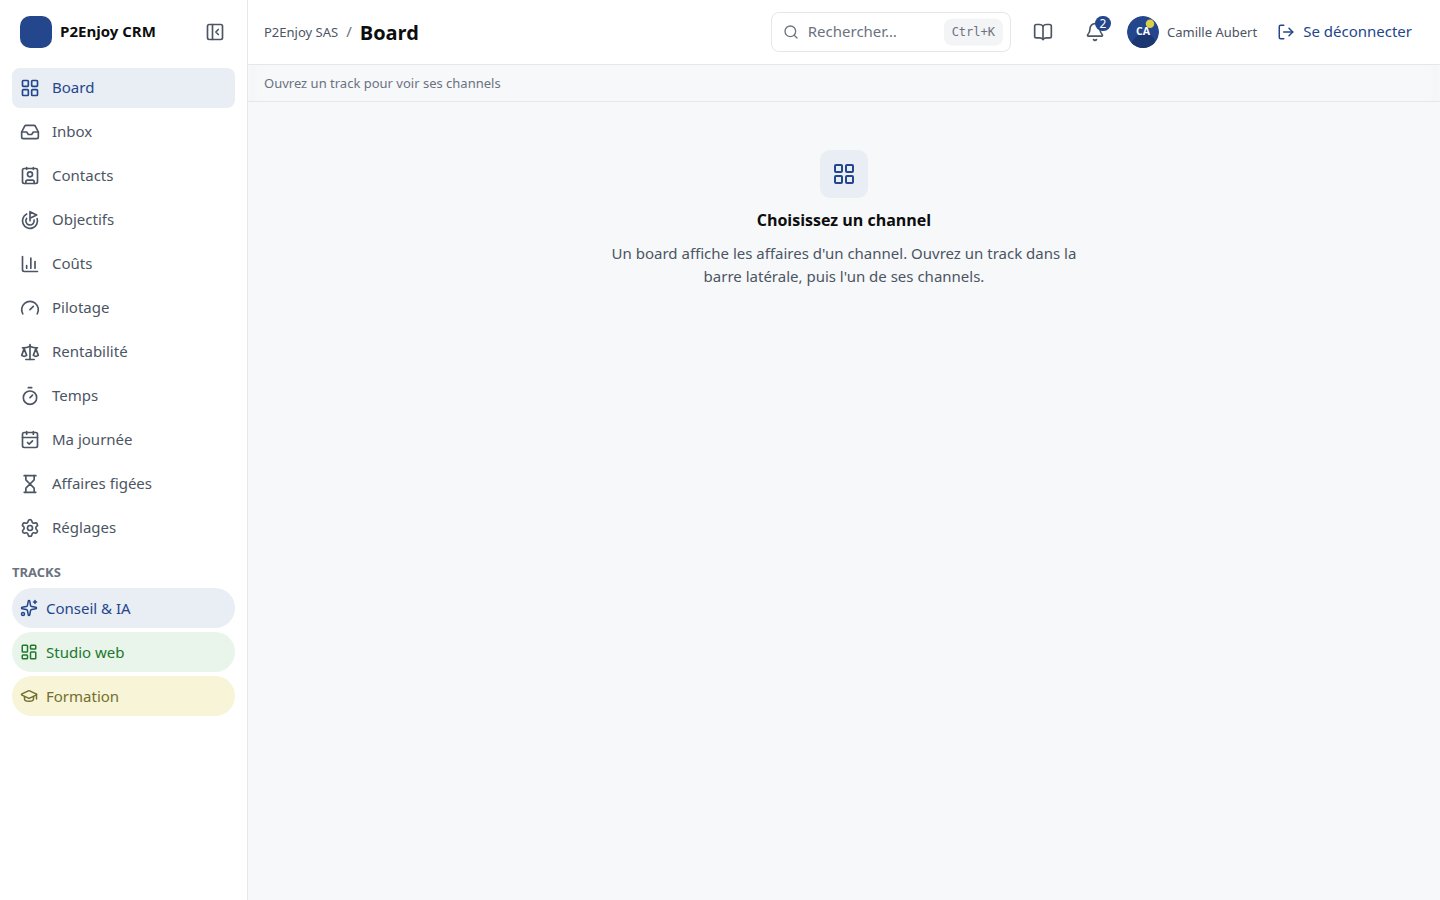 P2Enjoy CRM
Board
Inbox
Contacts
Objectifs
Coûts
Pilotage
Rentabilité
Temps
Ma journée
Affaires figées
Réglages
TRACKS
Conseil & IA
Studio web
Formation
P2Enjoy SAS / Board
Rechercher... Ctrl+K
2
CA
Camille Aubert
Se déconnecter
Ouvrez un track pour voir ses channels
Choisissez un channel
Un board affiche les affaires d'un channel. Ouvrez un track dans la
barre latérale, puis l'un de ses channels.